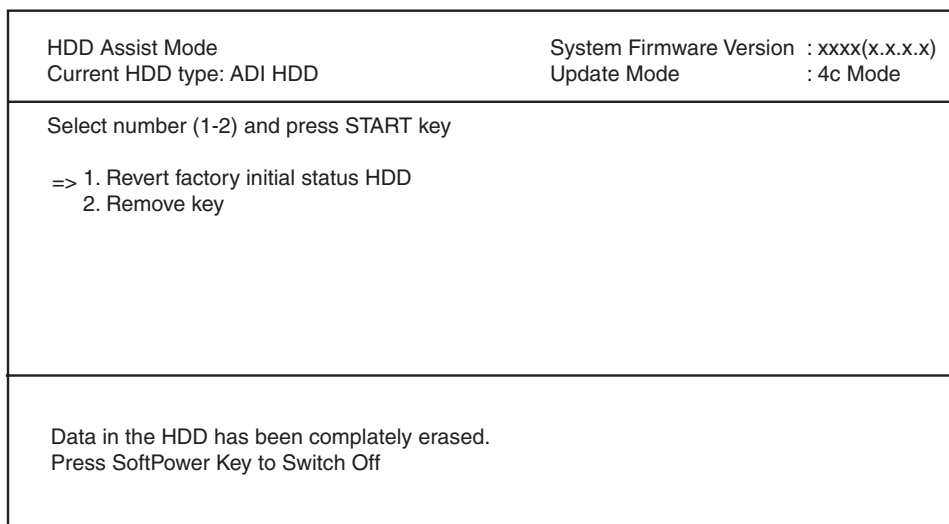 HDD Assist Mode
Current HDD type: ADI HDD
System Firmware Version : xxxx(x.x.x.x)
Update Mode : 4c Mode
Select number (1-2) and press START key
=> 1. Revert factory initial status HDD
2. Remove key
Data in the HDD has been complately erased.
Press SoftPower Key to Switch Off